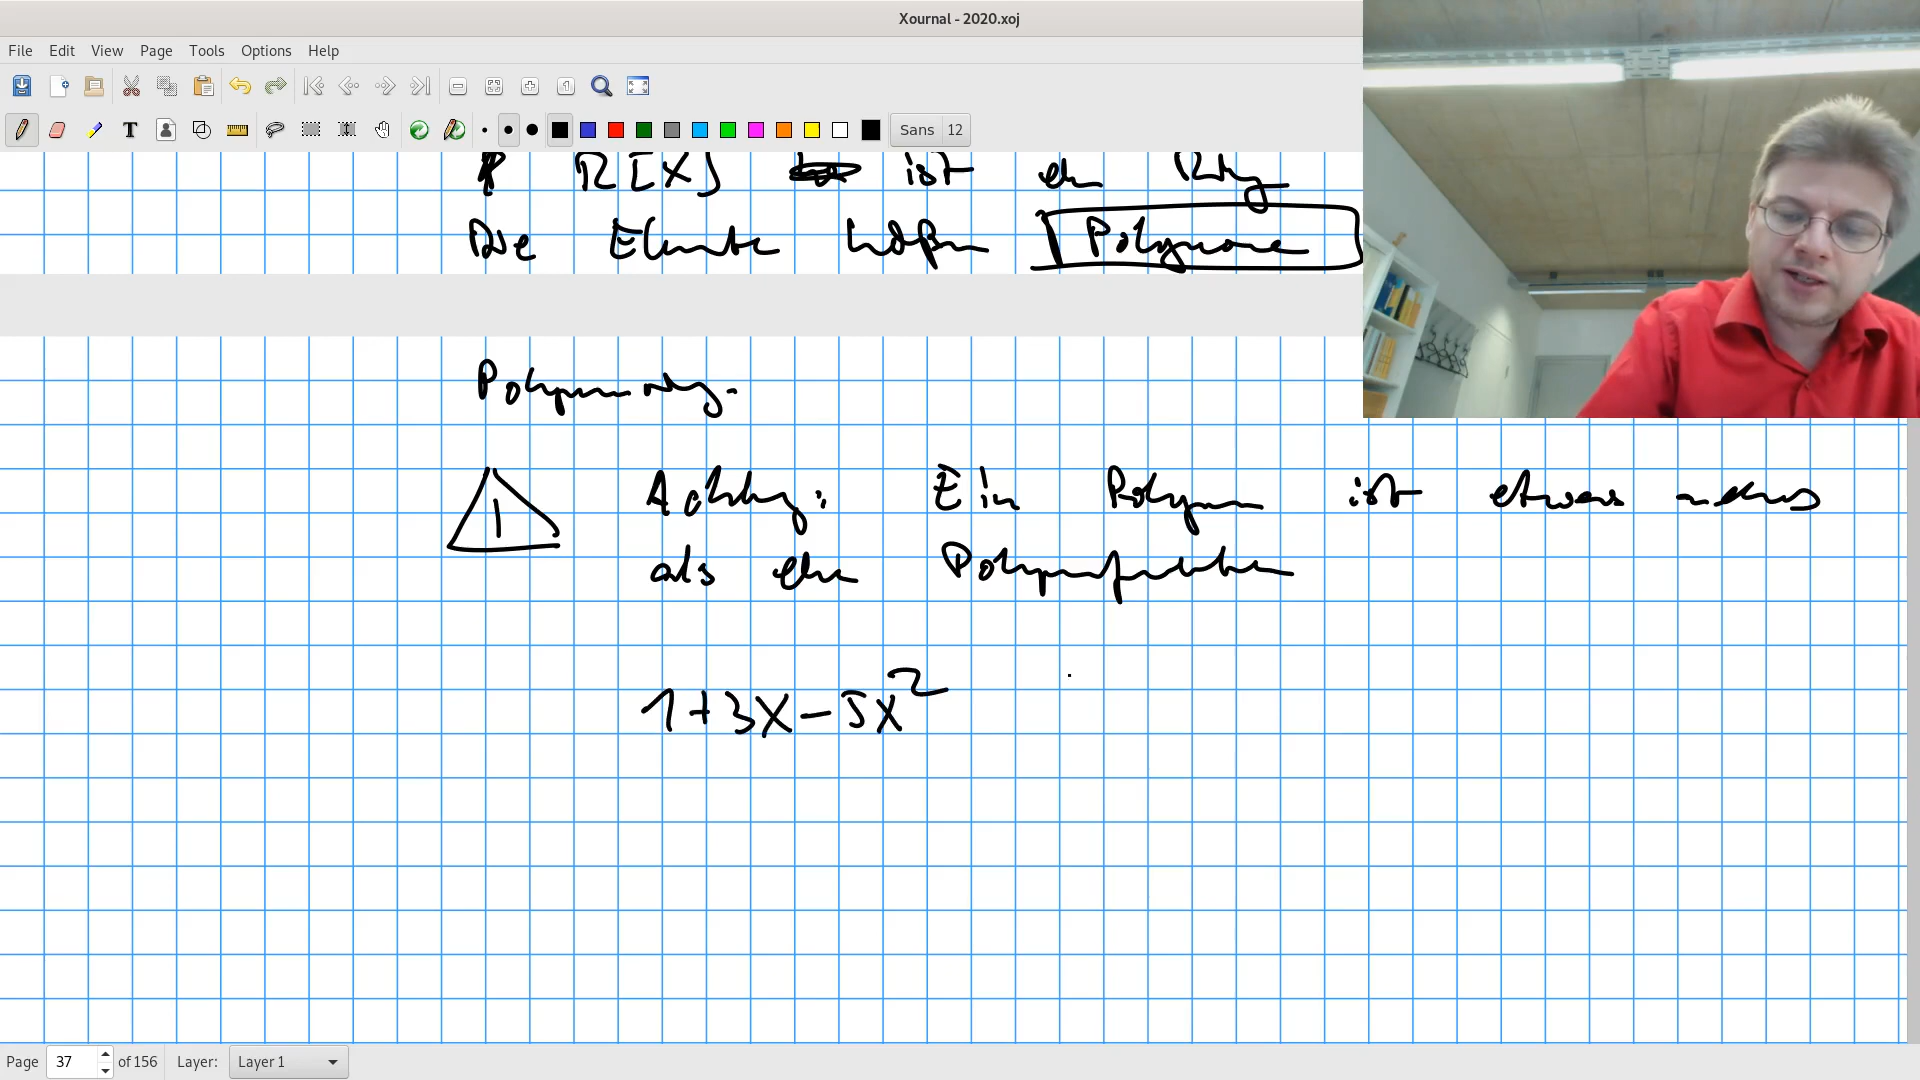 Xournal - 2020.xoj
File Edit View Page Tools Options Help
Sans 12
R[X] ist ein Ring
Die Elemente heißen Polynome
Polynomring.
! Achtung: Ein Polynom ist etwas anderes
als eine Polynomfunktion
1+3X-5X²
Page 37 of 156 Layer: Layer 1